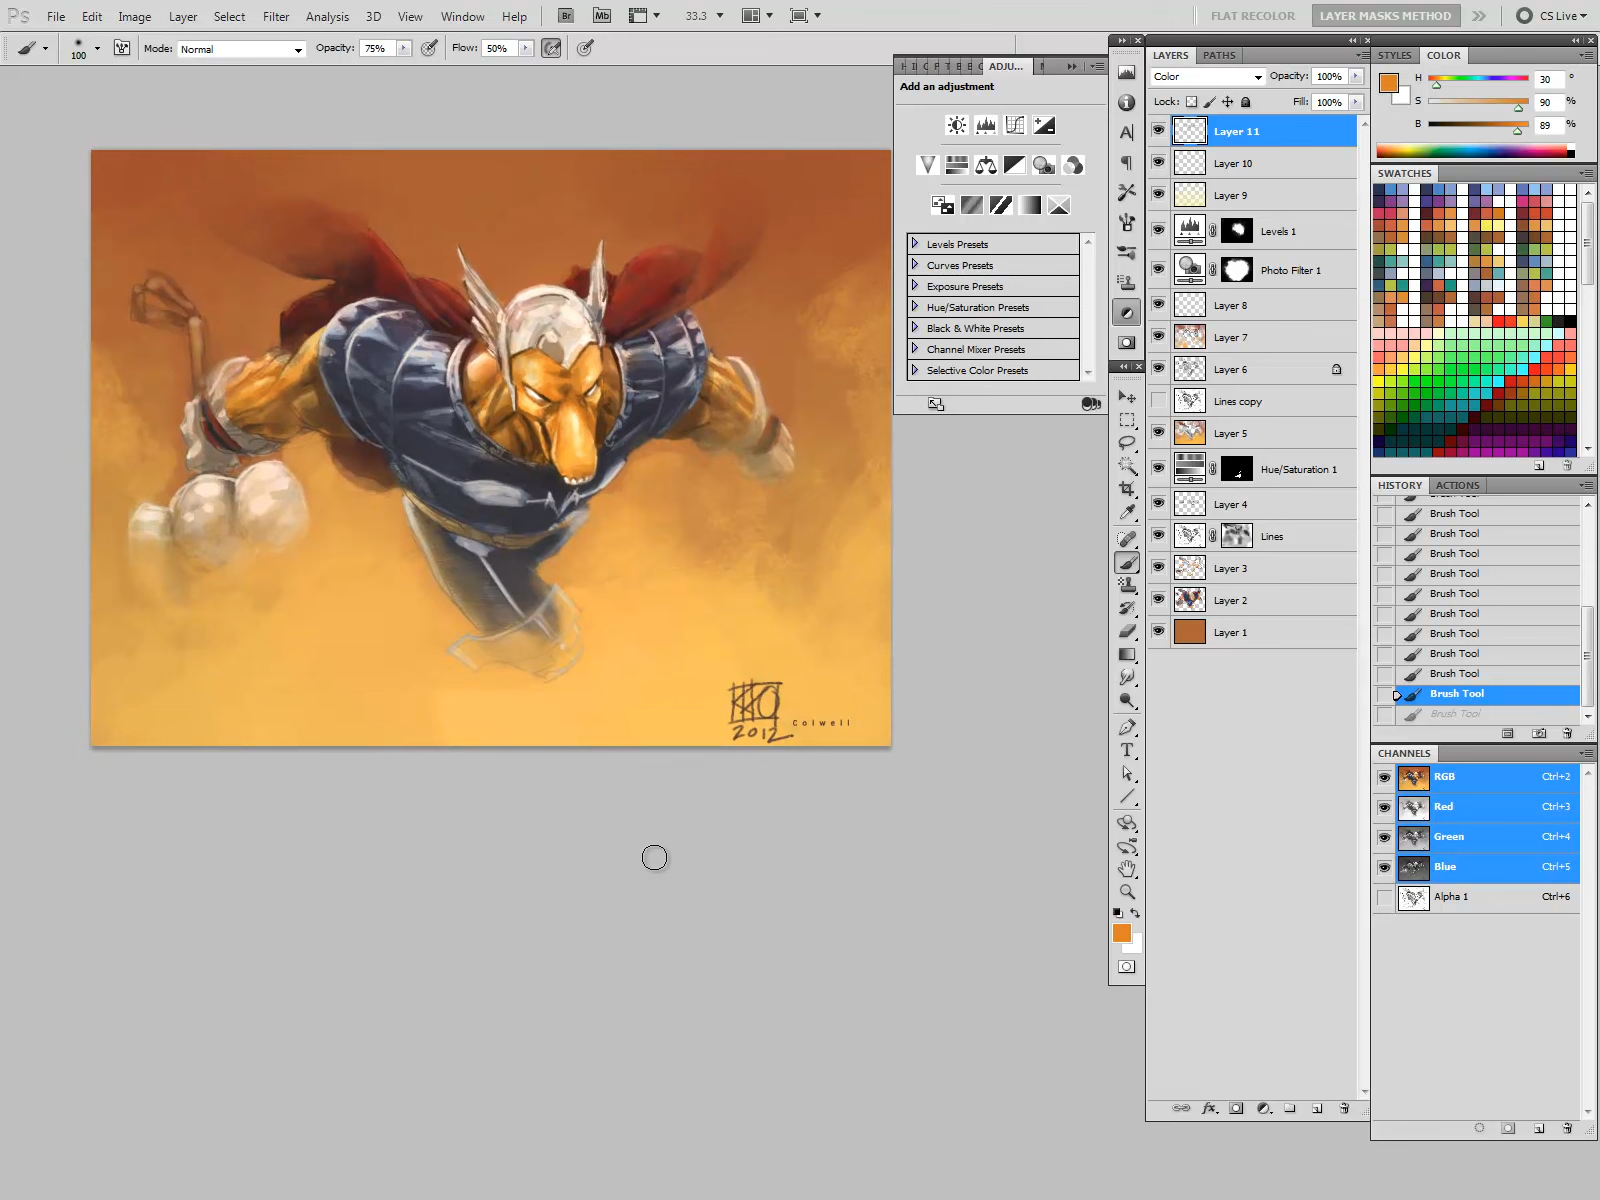 Ps File Edit Image Layer Select Filter Analysis 3D View Window Help Br Mb 33.3 FLAT RECOLOR LAYER MASKS METHOD CS Live
100 Mode: Normal Opacity: 75% Flow: 50%
ADJU...
Add an adjustment
Levels Presets
Curves Presets
Exposure Presets
Hue/Saturation Presets
Black & White Presets
Channel Mixer Presets
Selective Color Presets
LAYERS PATHS
Color Opacity: 100%
Lock: Fill: 100%
Layer 11
Layer 10
Layer 9
Levels 1
Photo Filter 1
Layer 8
Layer 7
Layer 6
Lines copy
Layer 5
Hue/Saturation 1
Layer 4
Lines
Layer 3
Layer 2
Layer 1
STYLES COLOR
H 30 °
S 90 %
B 89 %
SWATCHES
HISTORY ACTIONS
Brush Tool
Brush Tool
Brush Tool
Brush Tool
Brush Tool
Brush Tool
Brush Tool
Brush Tool
Brush Tool
Brush Tool
Brush Tool
CHANNELS
RGB Ctrl+2
Red Ctrl+3
Green Ctrl+4
Blue Ctrl+5
Alpha 1 Ctrl+6
2012 Colwell